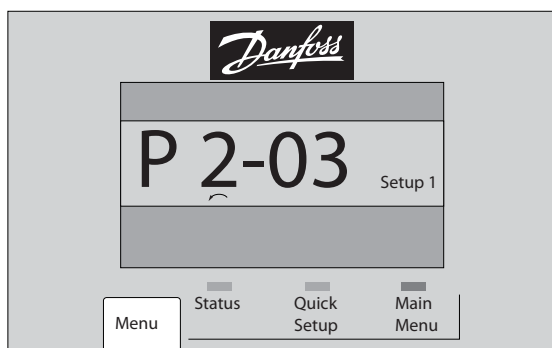 Danfoss
P 2-03
Setup 1
Menu
Status
Quick
Setup
Main
Menu